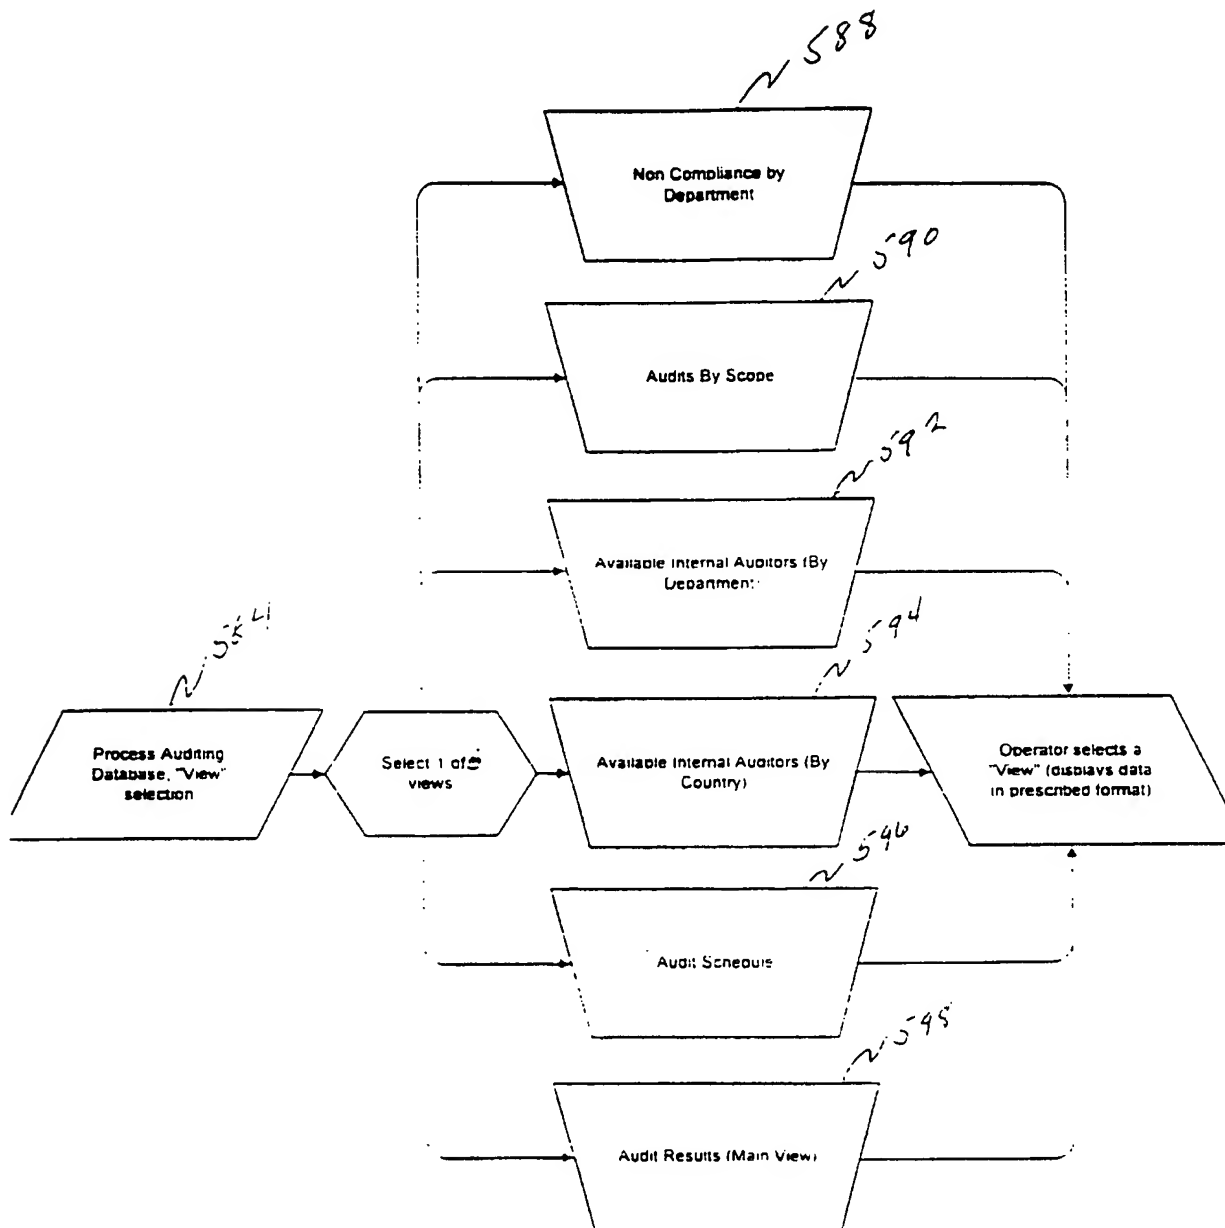 588
Non Compliance by
Department
590
Audits By Scope
592
Available Internal Auditors (By
Department)
594
Process Auditing
Database, "View"
selection
Select 1 of
views
Available Internal Auditors (By
Country)
Operator selects a
"View" (displays data
in prescribed format)
596
Audit Schedule
Audit Results (Main View)